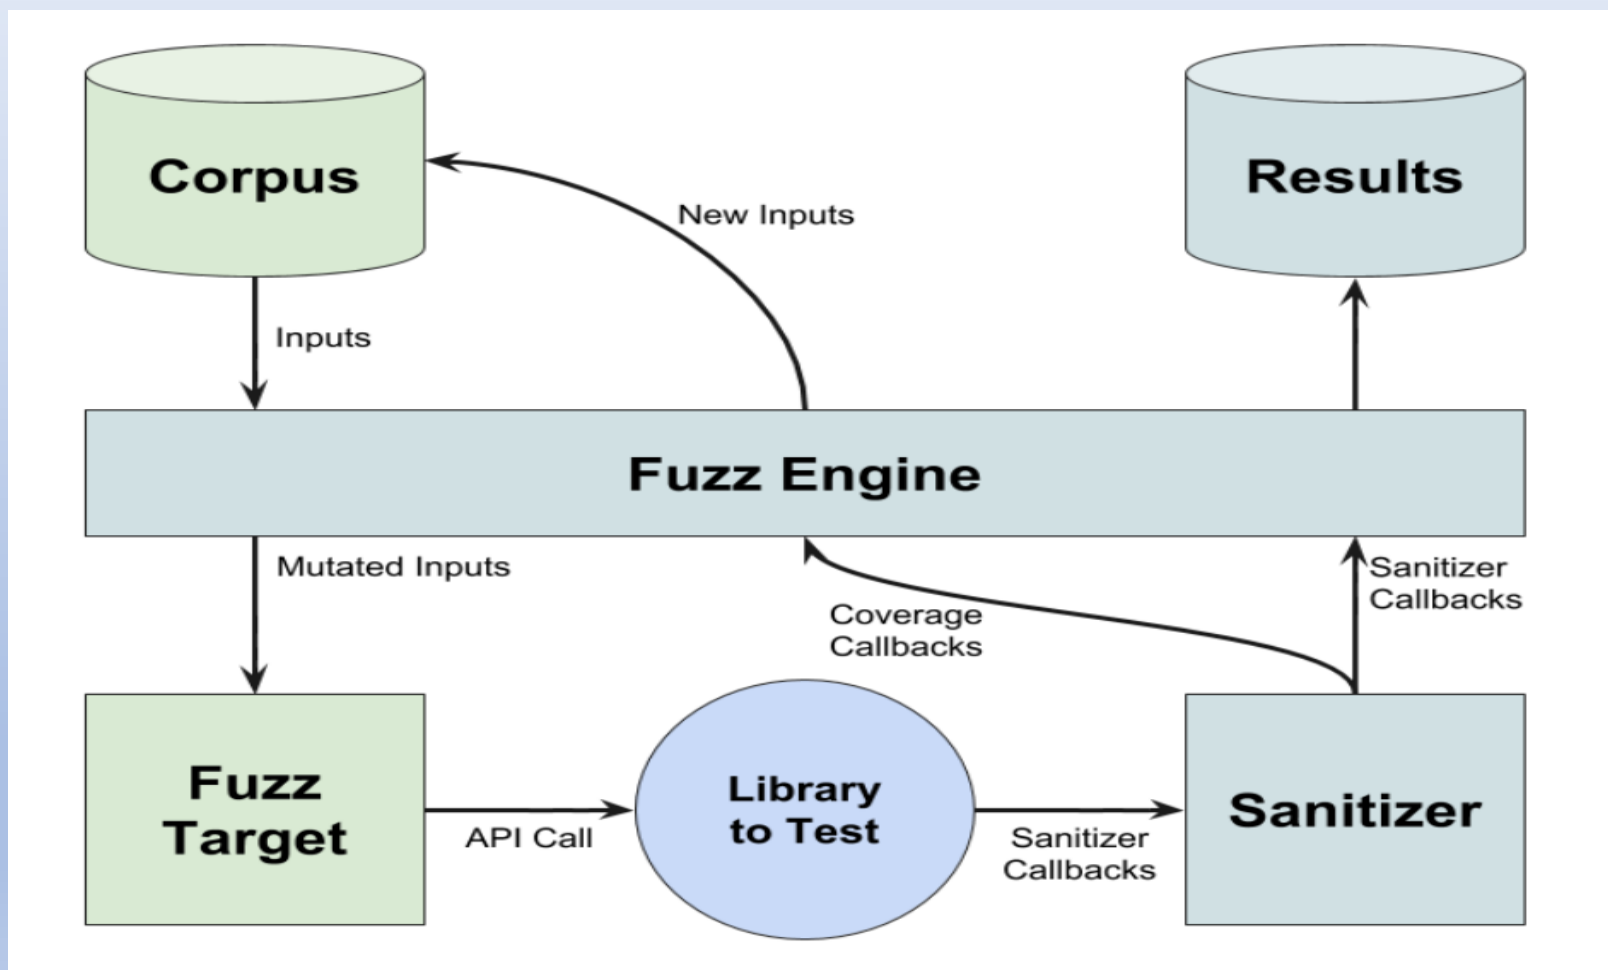 Corpus
Results
New Inputs
Inputs
Fuzz Engine
Mutated Inputs
Sanitizer
Callbacks
Coverage
Callbacks
Fuzz
Target
API Call
Library
to Test
Sanitizer
Callbacks
Sanitizer